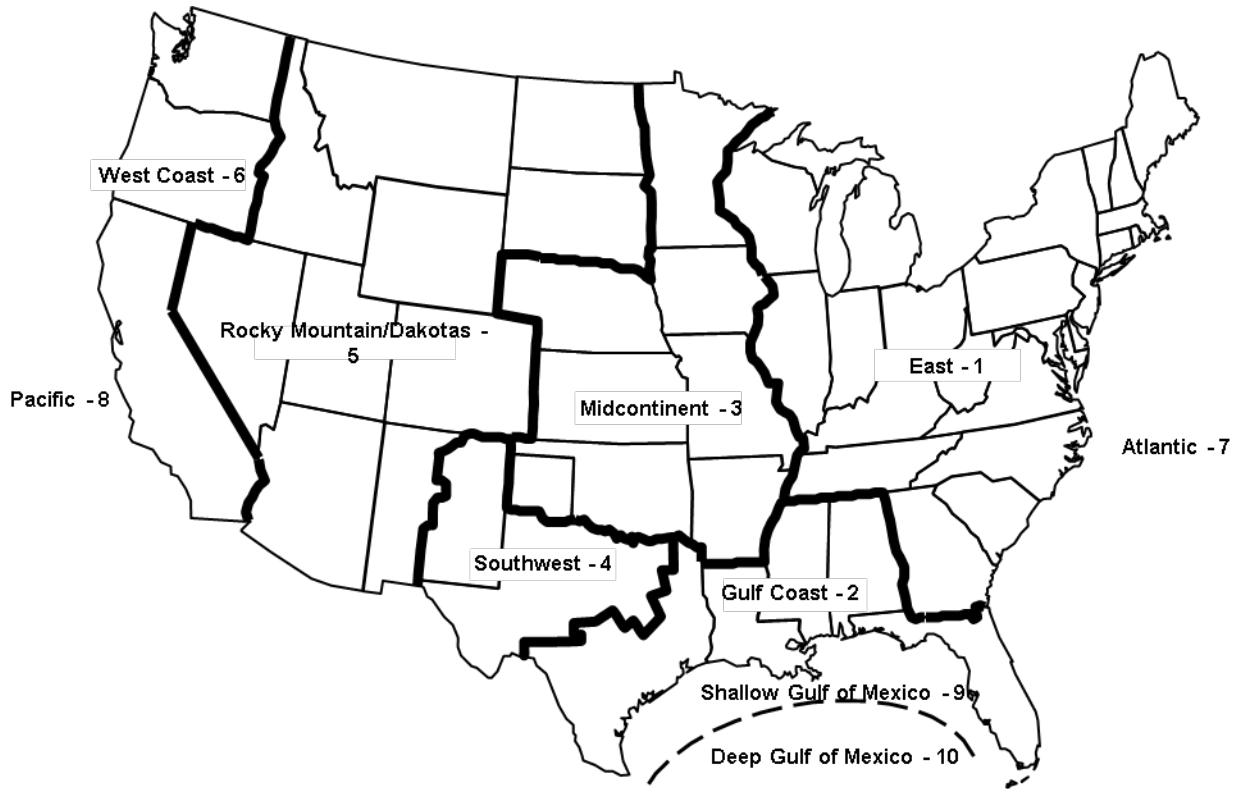 West Coast - 6
Rocky Mountain/Dakotas -
5
East - 1
Pacific - 8
Midcontinent - 3
Atlantic - 7
Southwest - 4
Gulf Coast - 2
Shallow Gulf of Mexico - 9
Deep Gulf of Mexico - 10